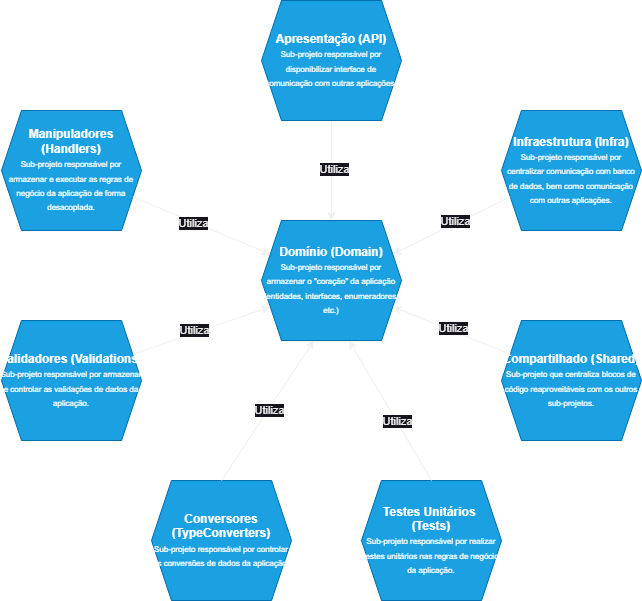 Apresentação (API)
Sub-projeto responsável por
disponibilizar interface de
comunicação com outras aplicações
Manipuladores
(Handlers)
Sub-projeto responsável por
armazenar e executar as regras de
negócio da aplicação de forma
desacoplada.
Infraestrutura (Infra)
Sub-projeto responsável por
centralizar comunicação com banco
de dados, bem como comunicação
com outras aplicações.
Utiliza
Utiliza
Utiliza
Domínio (Domain)
Sub-projeto responsável por
armazenar o "coração" da aplicação
entidades, interfaces, enumeradores
etc.)
Utiliza
Utiliza
Validadores (Validations
Sub-projeto responsável por armazenar
e controlar as validações de dados da
aplicação.
Compartilhado (Shared)
Sub-projeto que centraliza blocos de
código reaproveitáveis com os outros
sub-projetos.
Utiliza
Utiliza
Conversores
(TypeConverters)
Sub-projeto responsável por controlar
as conversões de dados da aplicação
Testes Unitários
(Tests)
Sub-projeto responsável por realizar
testes unitários nas regras de negócio
da aplicação.